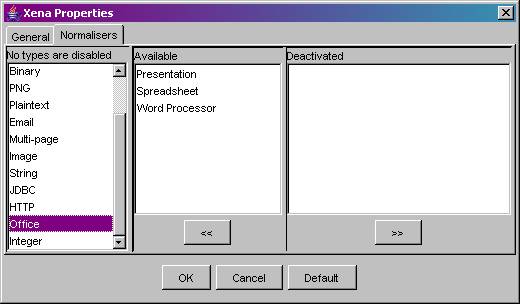 Xena Properties
General
Normalisers
No types are disabled
Binary
PNG
Plaintext
Email
Multi-page
Image
String
JDBC
HTTP
Office
Integer
Available
Presentation
Spreadsheet
Word Processor
<<
Deactivated
>>
OK
Cancel
Default